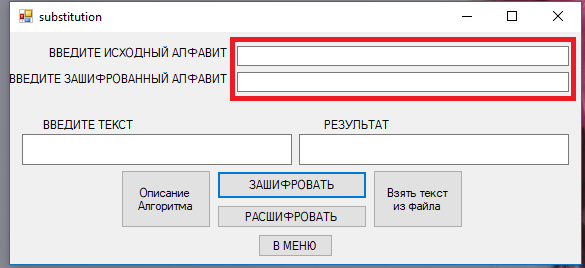 substitution
ВВЕДИТЕ ИСХОДНЫЙ АЛФАВИТ
ВВЕДИТЕ ЗАШИФРОВАННЫЙ АЛФАВИТ
ВВЕДИТЕ ТЕКСТ
РЕЗУЛЬТАТ
Описание
Алгоритма
ЗАШИФРОВАТЬ
РАСШИФРОВАТЬ
Взять текст
из файла
В МЕНЮ